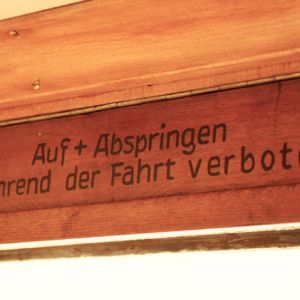 Auf + Abspringen
hrend der Fahrt verbot